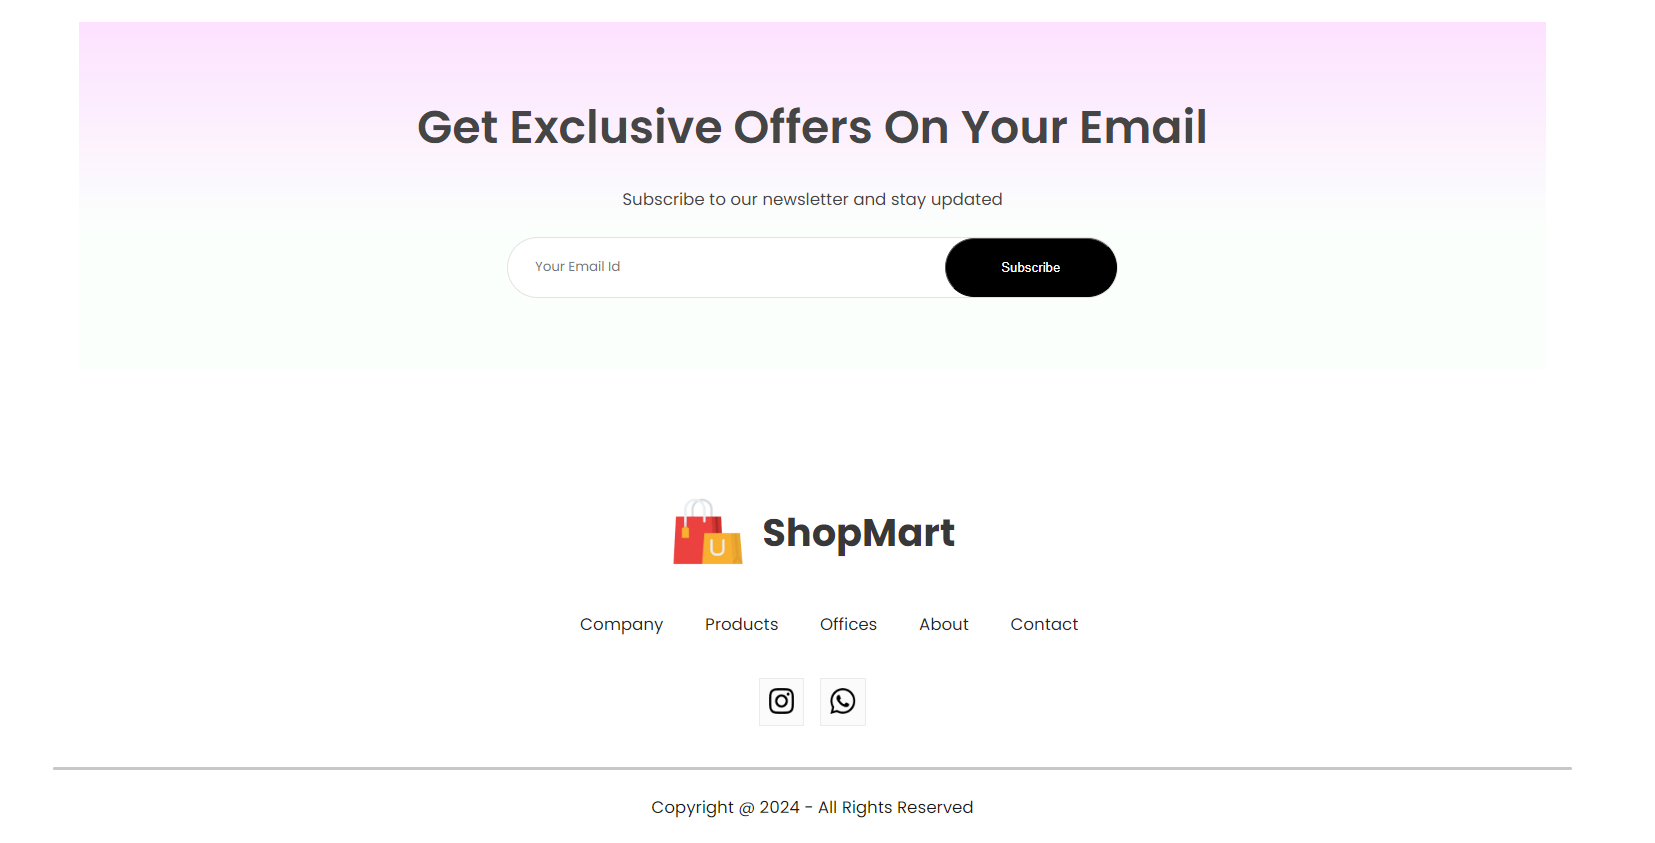 Get Exclusive Offers On Your Email
Subscribe to our newsletter and stay updated
Your Email Id Subscribe
ShopMart
Company Products Offices About Contact
Copyright @ 2024 - All Rights Reserved